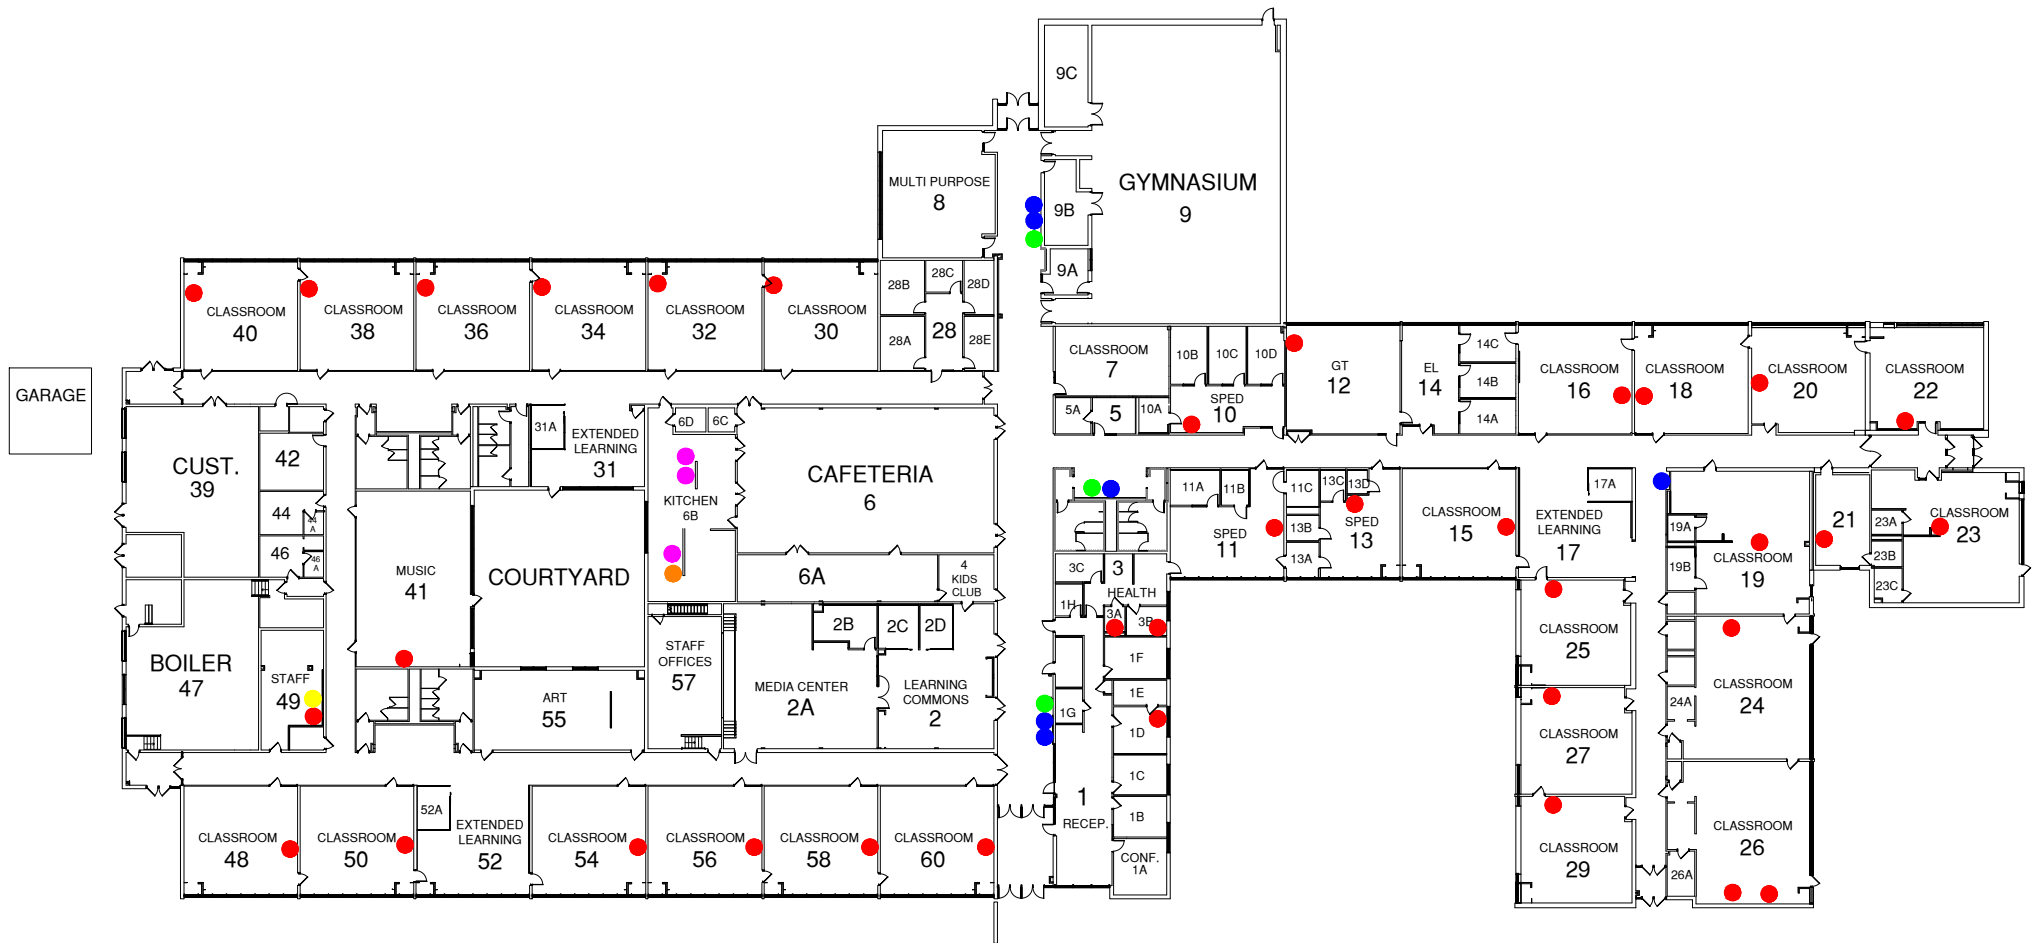 9C
GYMNASIUM
9
9B
9A
MULTI PURPOSE
8
CLASSROOM
40
CLASSROOM
38
CLASSROOM
36
CLASSROOM
34
CLASSROOM
32
CLASSROOM
30
28B
28C
28D
28A
28
28E
GARAGE
CLASSROOM
7
10B
10C
10D
5A
5
10A
SPED
10
GT
12
EL
14
14C
14B
14A
CLASSROOM
16
CLASSROOM
18
CLASSROOM
20
CLASSROOM
22
CUST.
39
42
44
44
A
46
46
A
31A
EXTENDED
LEARNING
31
6D
6C
KITCHEN
6B
CAFETERIA
6
6A
4
KIDS
CLUB
MUSIC
41
COURTYARD
11A
11B
11C
SPED
11
13C
13D
13B
13A
SPED
13
CLASSROOM
15
17A
EXTENDED
LEARNING
17
19A
19B
CLASSROOM
19
21
23A
23B
23C
CLASSROOM
23
3C
3
HEALTH
1H
3A
3B
BOILER
47
STAFF
49
ART
55
STAFF
OFFICES
57
2B
2C
2D
MEDIA CENTER
2A
LEARNING
COMMONS
2
1F
1E
1G
1D
1C
1
RECEP.
1B
CONF.
1A
CLASSROOM
25
CLASSROOM
27
CLASSROOM
29
24A
CLASSROOM
24
CLASSROOM
26
26A
CLASSROOM
48
CLASSROOM
50
52A
EXTENDED
LEARNING
52
CLASSROOM
54
CLASSROOM
56
CLASSROOM
58
CLASSROOM
60